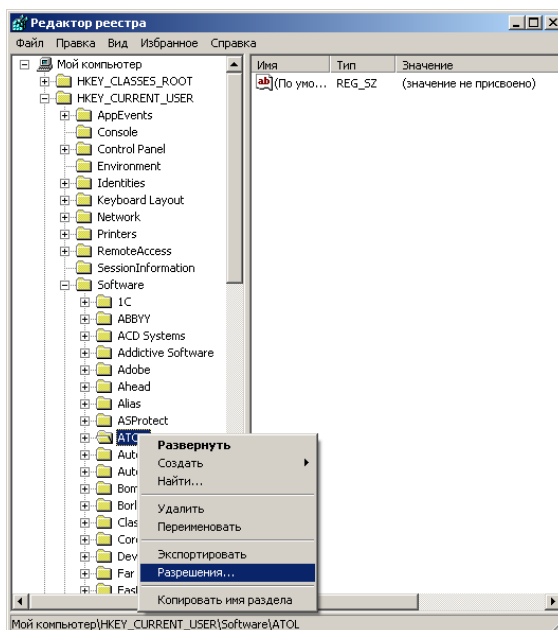 Редактор реестра
Файл Правка Вид Избранное Справка
Мой компьютер
HKEY_CLASSES_ROOT
HKEY_CURRENT_USER
AppEvents
Console
Control Panel
Environment
Identities
Keyboard Layout
Network
Printers
RemoteAccess
SessionInformation
Software
1C
ABBYY
ACD Systems
Addictive Software
Adobe
Ahead
Alias
ASProtect
Имя Тип Значение
ab (По умо... REG_SZ (значение не присвоено)
Развернуть
Создать
Найти...
Удалить
Переименовать
Экспортировать
Разрешения...
Копировать имя раздела
Мой компьютер\HKEY_CURRENT_USER\Software\ATOL